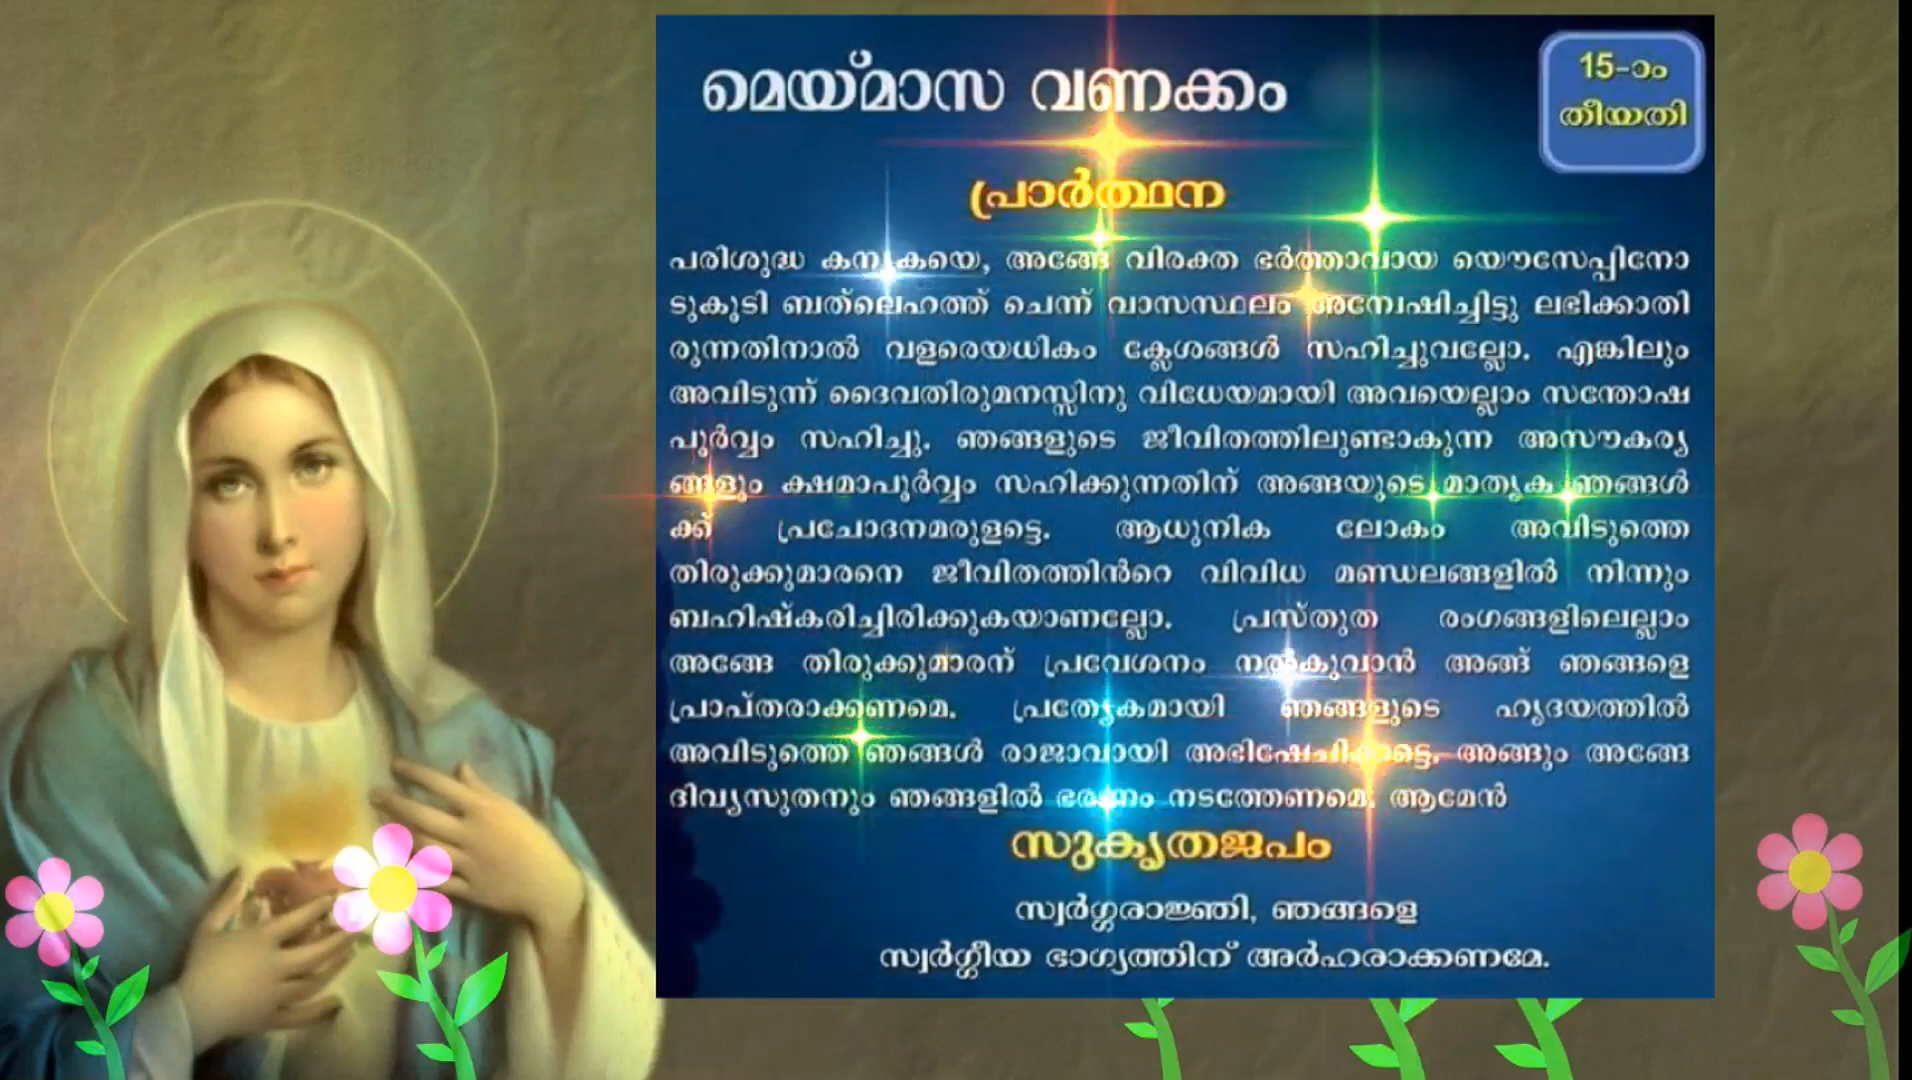 മെയ്മാസ വണക്കം
15-ാം
തീയതി
പ്രാർത്ഥന
പരിശുദ്ധ കന്യകയെ, അങ്ങേ വിരക്ത ഭർത്താവായ യൌസേപ്പിനോ
ടുകൂടി ബത്ലെഹത്ത് ചെന്ന് വാസസ്ഥലം അന്വേഷിച്ചിട്ടു ലഭിക്കാതി
രുന്നതിനാൽ വളരെയധികം ക്ലേശങ്ങൾ സഹിച്ചുവല്ലോ. എങ്കിലും
അവിടുന്ന് ദൈവതിരുമനസ്സിനു വിധേയമായി അവയെല്ലാം സന്തോഷ
പൂർവ്വം സഹിച്ചു. ഞങ്ങളുടെ ജീവിതത്തിലുണ്ടാകുന്ന അസൗകര്യ
ങ്ങളും ക്ഷമാപൂർവ്വം സഹിക്കുന്നതിന് അങ്ങയുടെ മാതൃക ഞങ്ങൾ
ക്ക് പ്രചോദനമരുളട്ടെ. ആധുനിക ലോകം അവിടുത്തെ
തിരുക്കുമാരനെ ജീവിതത്തിൻറെ വിവിധ മണ്ഡലങ്ങളിൽ നിന്നും
ബഹിഷ്കരിച്ചിരിക്കുകയാണല്ലോ. പ്രസ്തുത രംഗങ്ങളിലെല്ലാം
അങ്ങേ തിരുക്കുമാരന് പ്രവേശനം നൽകുവാൻ അങ്ങ് ഞങ്ങളെ
പ്രാപ്തരാക്കണമെ. പ്രത്യേകമായി ഞങ്ങളുടെ ഹൃദയത്തിൽ
അവിടുത്തെ ഞങ്ങൾ രാജാവായി അഭിഷേചിക്കട്ടെ. അങ്ങും അങ്ങേ
ദിവ്യസുതനും ഞങ്ങളിൽ ഭരണം നടത്തേണമെ. ആമേൻ
സുകൃതജപം
സ്വർഗ്ഗരാജ്ഞി, ഞങ്ങളെ
സ്വർഗ്ഗീയ ഭാഗ്യത്തിന് അർഹരാക്കണമേ.